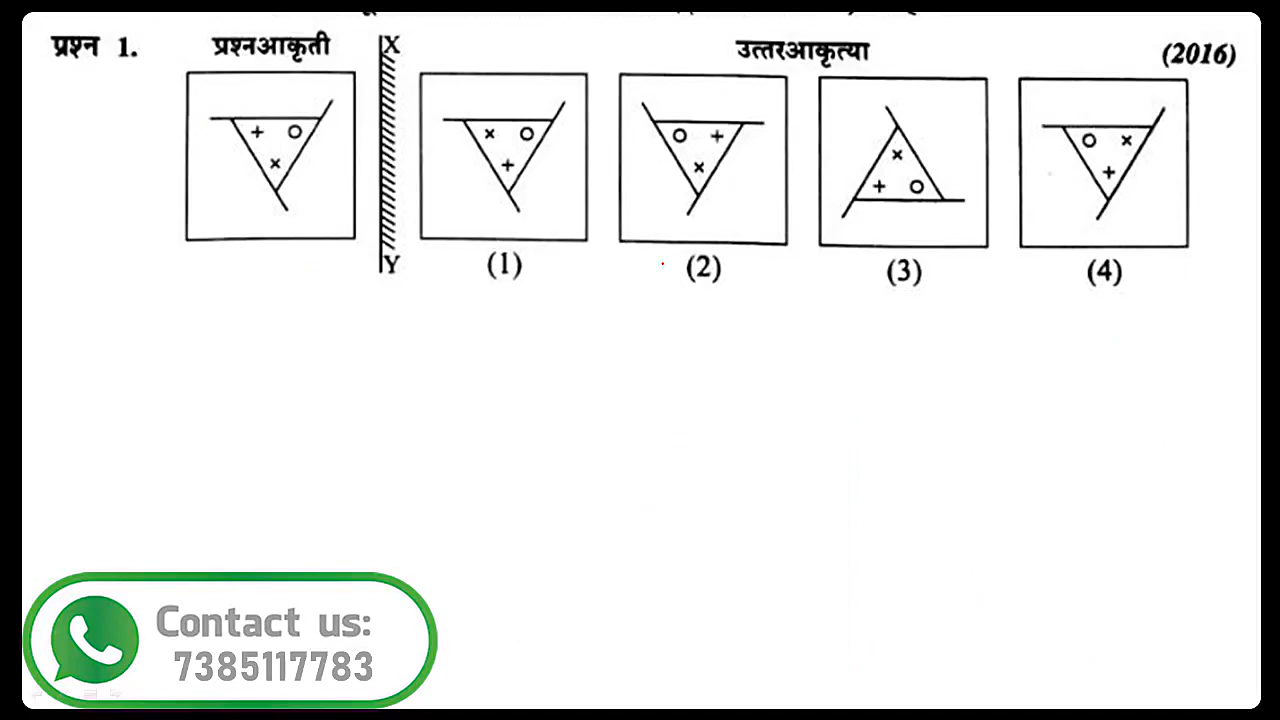 प्रश्न 1. प्रश्नआकृती X उत्तरआकृत्या (2016)
Y (1) (2) (3) (4)
Contact us:
7385117783